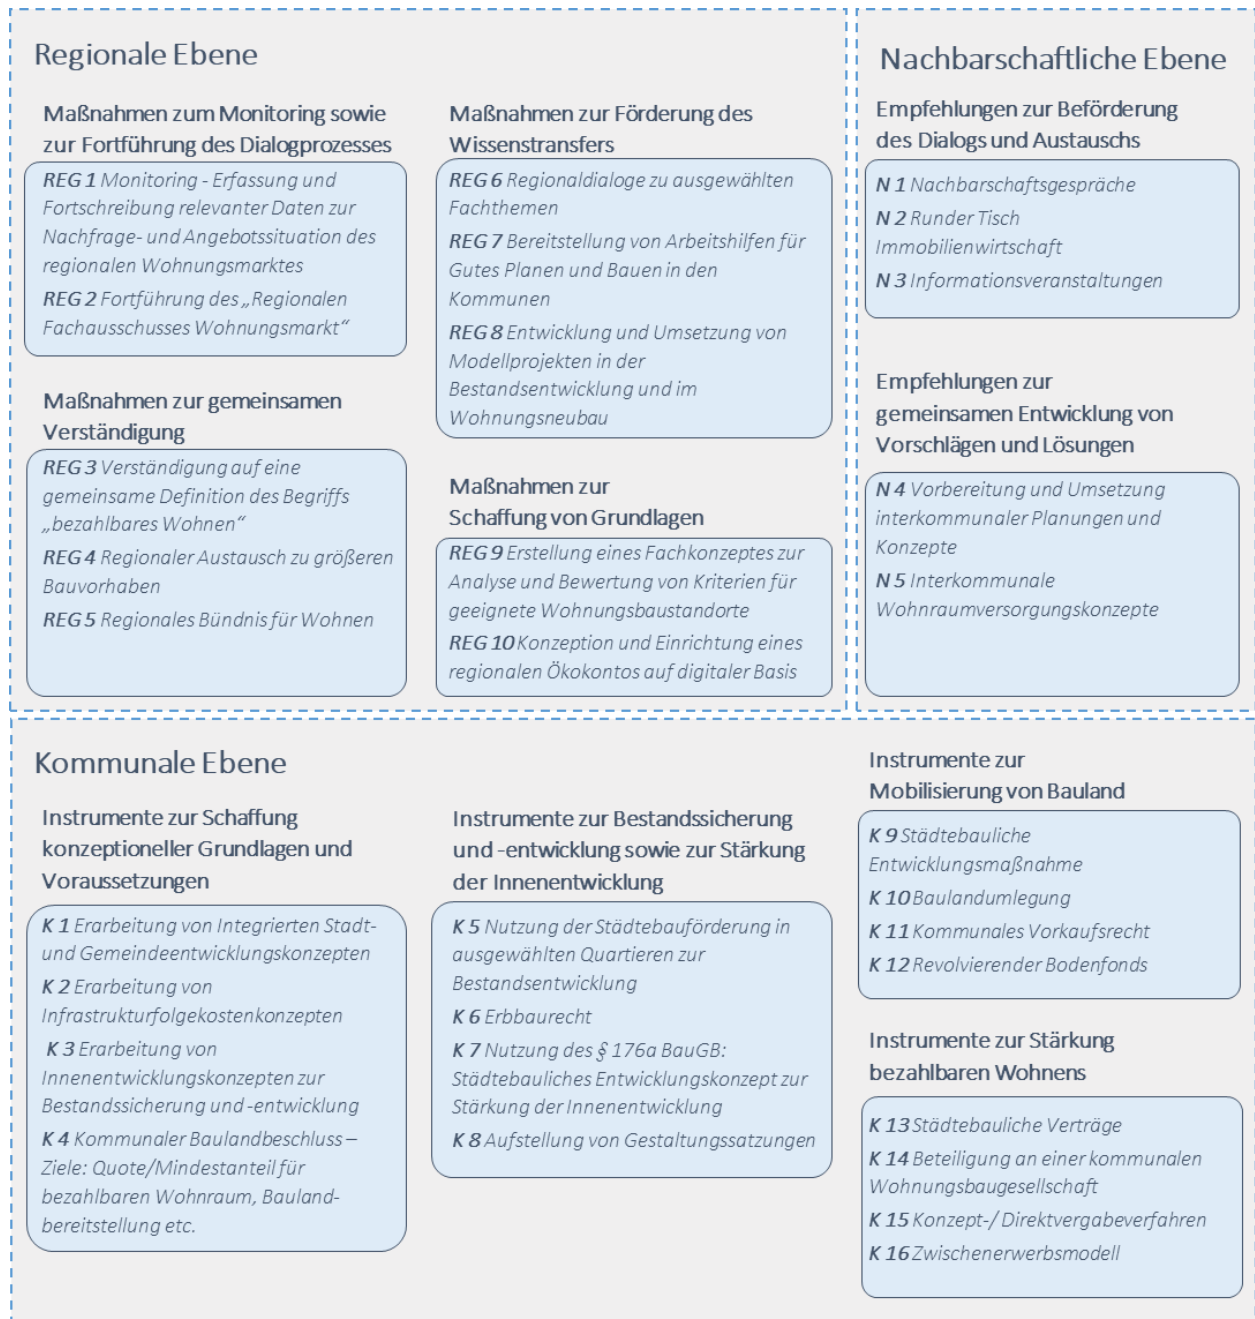 Regionale Ebene
Maßnahmen zum Monitoring sowie
zur Fortführung des Dialogprozesses
REG 1 Monitoring - Erfassung und
Fortschreibung relevanter Daten zur
Nachfrage- und Angebotssituation des
regionalen Wohnungsmarktes
REG 2 Fortführung des „Regionalen
Fachausschusses Wohnungsmarkt“
Maßnahmen zur gemeinsamen
Verständigung
REG 3 Verständigung auf eine
gemeinsame Definition des Begriffs
„bezahlbares Wohnen“
REG 4 Regionaler Austausch zu größeren
Bauvorhaben
REG 5 Regionales Bündnis für Wohnen
Maßnahmen zur Förderung des
Wissenstransfers
REG 6 Regionaldialoge zu ausgewählten
Fachthemen
REG 7 Bereitstellung von Arbeitshilfen für
Gutes Planen und Bauen in den
Kommunen
REG 8 Entwicklung und Umsetzung von
Modellprojekten in der
Bestandsentwicklung und im
Wohnungsneubau
Maßnahmen zur
Schaffung von Grundlagen
REG 9 Erstellung eines Fachkonzeptes zur
Analyse und Bewertung von Kriterien für
geeignete Wohnungsbaustandorte
REG 10 Konzeption und Einrichtung eines
regionalen Ökokontos auf digitaler Basis
Nachbarschaftliche Ebene
Empfehlungen zur Beförderung
des Dialogs und Austauschs
N 1 Nachbarschaftsgespräche
N 2 Runder Tisch
Immobilienwirtschaft
N 3 Informationsveranstaltungen
Empfehlungen zur
gemeinsamen Entwicklung von
Vorschlägen und Lösungen
N 4 Vorbereitung und Umsetzung
interkommunaler Planungen und
Konzepte
N 5 Interkommunale
Wohnraumversorgungskonzepte
Kommunale Ebene
Instrumente zur Schaffung
konzeptioneller Grundlagen und
Voraussetzungen
K 1 Erarbeitung von Integrierten Stadt-
und Gemeindeentwicklungskonzepten
K 2 Erarbeitung von
Infrastrukturfolgekostenkonzepten
K 3 Erarbeitung von
Innenentwicklungskonzepten zur
Bestandssicherung und -entwicklung
K 4 Kommunaler Baulandbeschluss –
Ziele: Quote/Mindestanteil für
bezahlbaren Wohnraum, Bauland-
bereitstellung etc.
Instrumente zur Bestandssicherung
und -entwicklung sowie zur Stärkung
der Innenentwicklung
K 5 Nutzung der Städtebauförderung in
ausgewählten Quartieren zur
Bestandsentwicklung
K 6 Erbbaurecht
K 7 Nutzung des § 176a BauGB:
Städtebauliches Entwicklungskonzept zur
Stärkung der Innenentwicklung
K 8 Aufstellung von Gestaltungssatzungen
Instrumente zur
Mobilisierung von Bauland
K 9 Städtebauliche
Entwicklungsmaßnahme
K 10 Baulandumlegung
K 11 Kommunales Vorkaufsrecht
K 12 Revolvierender Bodenfonds
Instrumente zur Stärkung
bezahlbaren Wohnens
K 13 Städtebauliche Verträge
K 14 Beteiligung an einer kommunalen
Wohnungsbaugesellschaft
K 15 Konzept-/ Direktvergabeverfahren
K 16 Zwischenerwerbsmodell